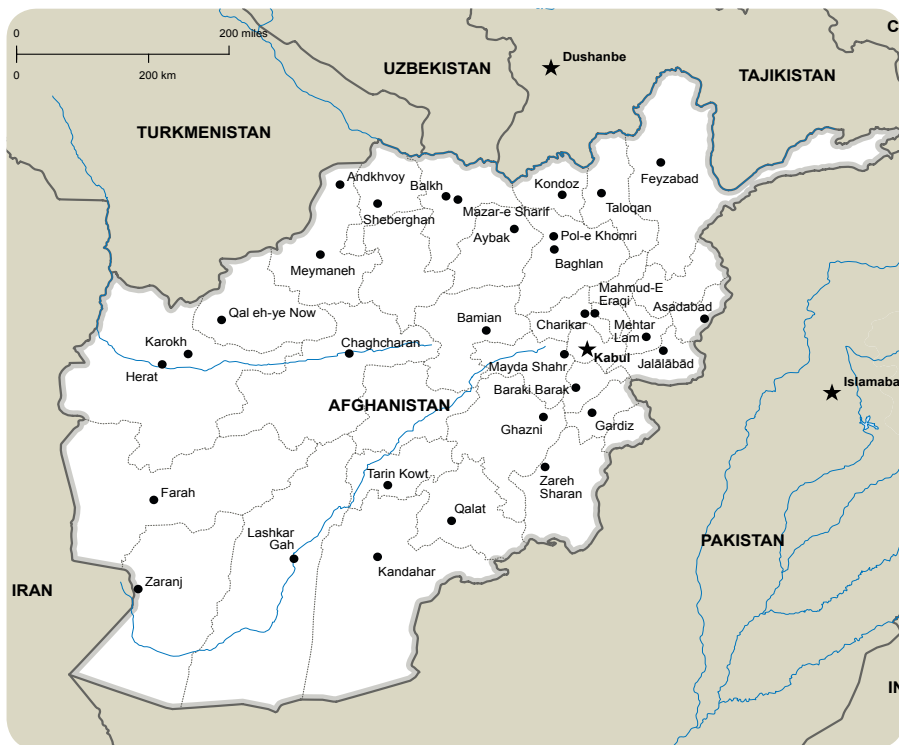 0
200 miles
0
200 km
C
UZBEKISTAN
Dushanbe
TAJIKISTAN
TURKMENISTAN
Andkhvoy
Balkh
Kondoz
Feyzabad
Sheberghan
Mazar-e Sharif
Taloqan
Aybak
Pol-e Khomri
Baghlan
Meymaneh
Mahmud-E
Eraqi
Asadabad
Qal eh-ye Now
Bamian
Charikar
Mehtar
Lam
Karokh
Chaghcharan
Kabul
Herat
Mayda Shahr
Jalālābād
Islamaba
Baraki Barak
AFGHANISTAN
Ghazni
Gardiz
Tarin Kowt
Zareh
Sharan
Farah
Qalat
Lashkar
Gah
PAKISTAN
Kandahar
IRAN
Zaranj
IN